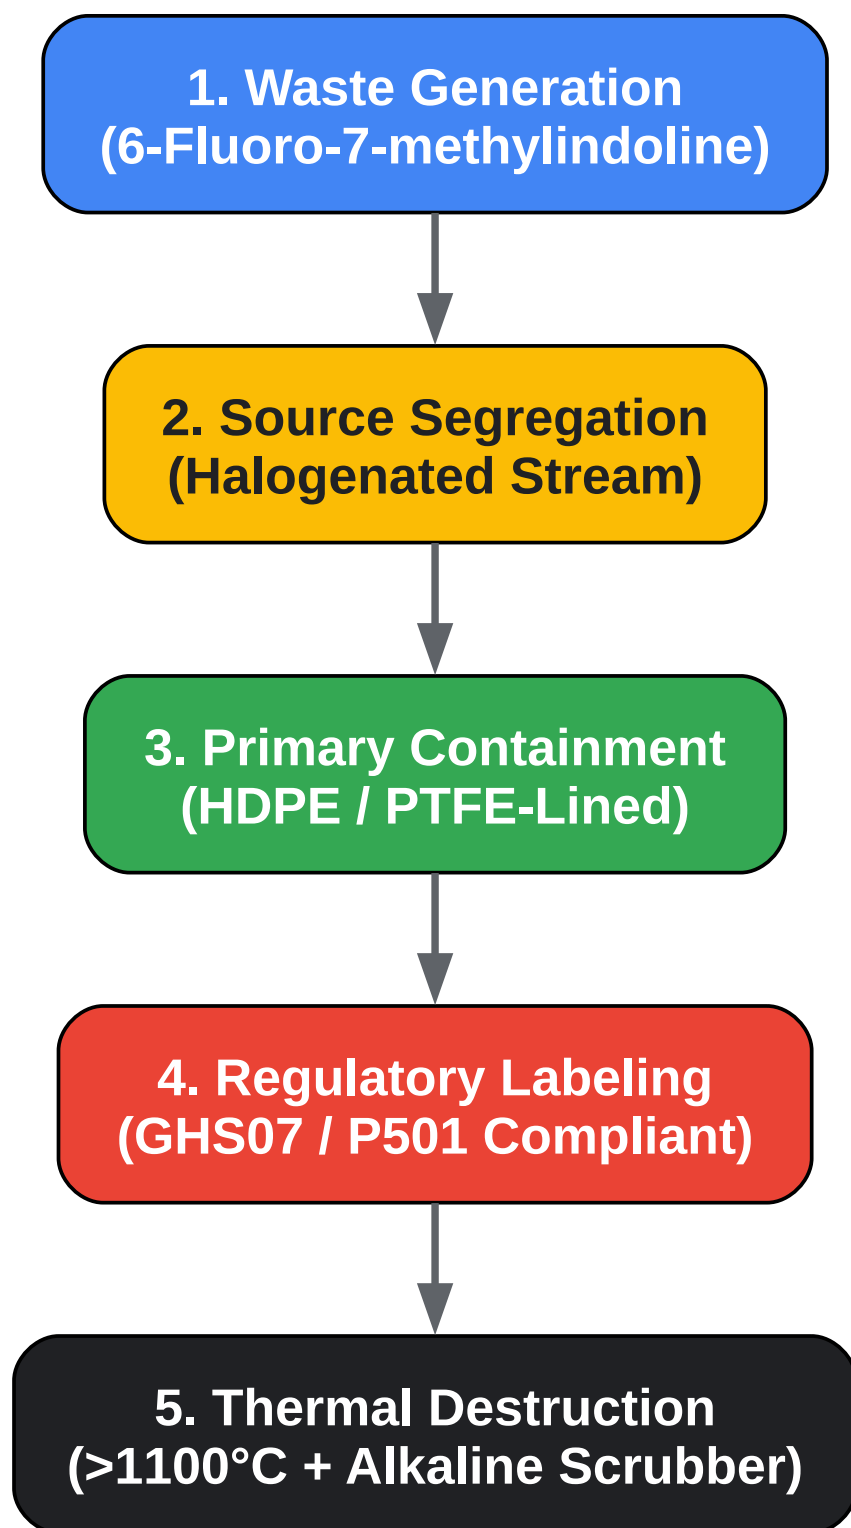 1. Waste Generation
(6-Fluoro-7-methylindoline)
2. Source Segregation
(Halogenated Stream)
3. Primary Containment
(HDPE / PTFE-Lined)
4. Regulatory Labeling
(GHS07 / P501 Compliant)
5. Thermal Destruction
(>1100°C + Alkaline Scrubber)